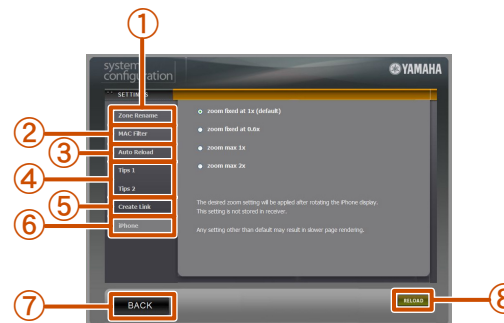 ①
system
configuration
YAMAHA
SETTINGS
② Zone Rename
③ MAC Filter
Auto Reload
④ Tips 1
Tips 2
⑤ Create Link
⑥ iPhone
zoom fixed at 1x (default)
zoom fixed at 0.6x
zoom max 1x
zoom max 2x
The desired zoom setting will be applied after rotating the iPhone display.
This setting is not stored in receiver.
Any setting other than default may result in slower page rendering.
⑦ BACK
RELOAD ⑧